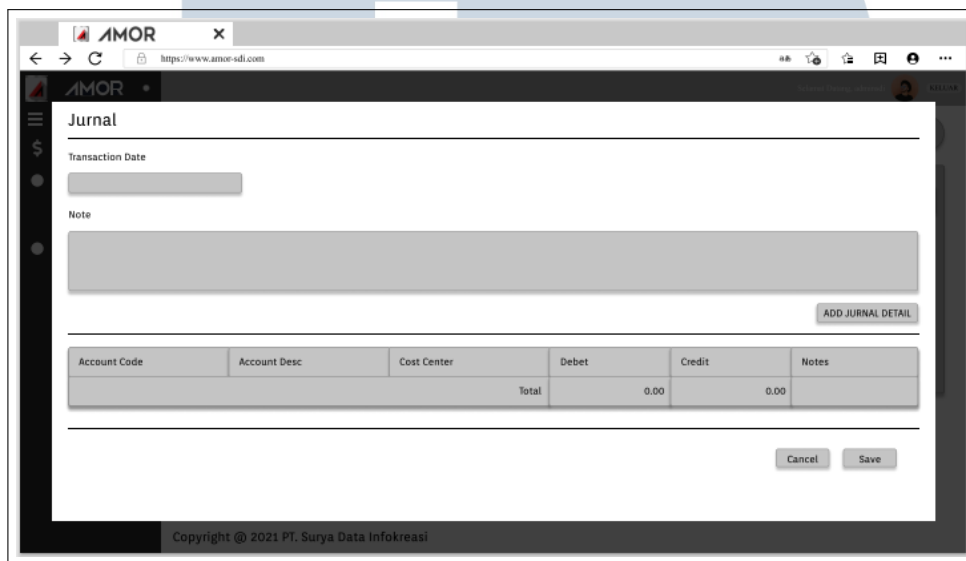 AMOR X
https://www.amor-sdi.com
AMOR
Jurnal
$
Transaction Date
Note
ADD JURNAL DETAIL
Account Code Account Desc Cost Center Debet Credit Notes
Total 0.00 0.00
Cancel Save
Copyright @ 2021 PT. Surya Data Infokreasi